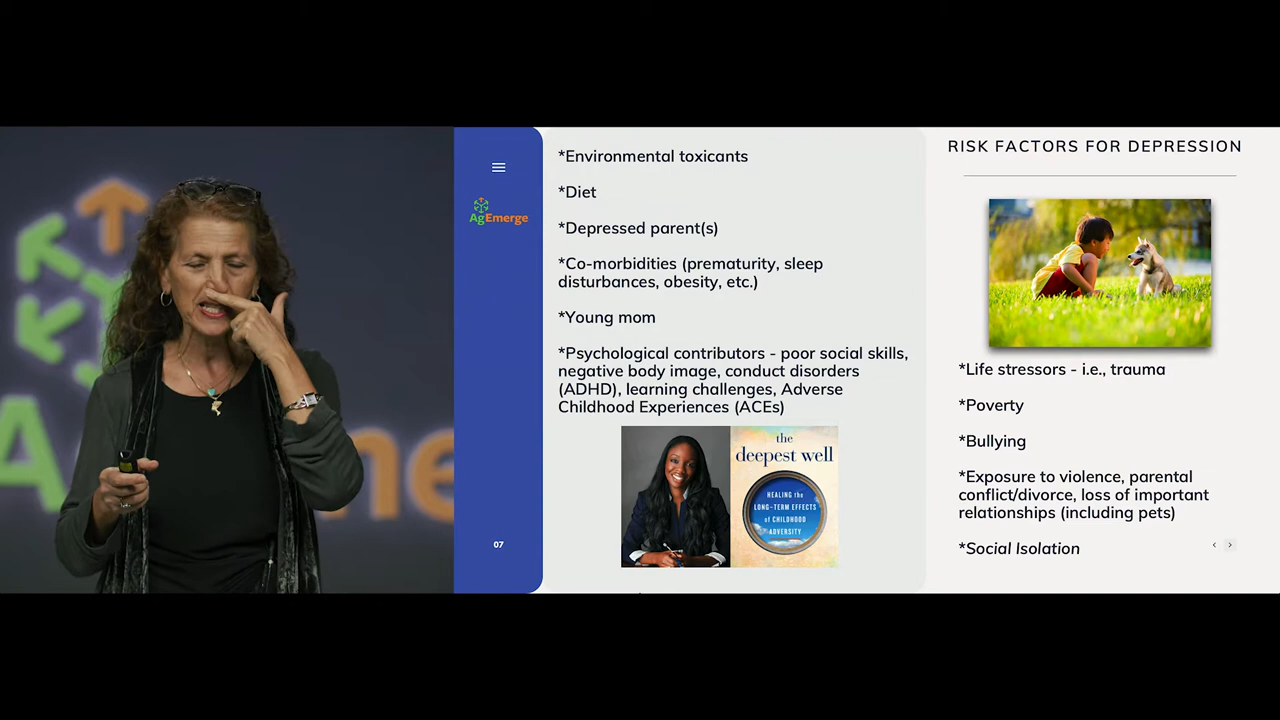 AgEmerge
07
*Environmental toxicants
*Diet
*Depressed parent(s)
*Co-morbidities (prematurity, sleep
disturbances, obesity, etc.)
*Young mom
*Psychological contributors - poor social skills,
negative body image, conduct disorders
(ADHD), learning challenges, Adverse
Childhood Experiences (ACEs)
the
deepest well
HEALING the
LONG-TERM EFFECTS
of CHILDHOOD
ADVERSITY
RISK FACTORS FOR DEPRESSION
*Life stressors - i.e., trauma
*Poverty
*Bullying
*Exposure to violence, parental
conflict/divorce, loss of important
relationships (including pets)
*Social Isolation